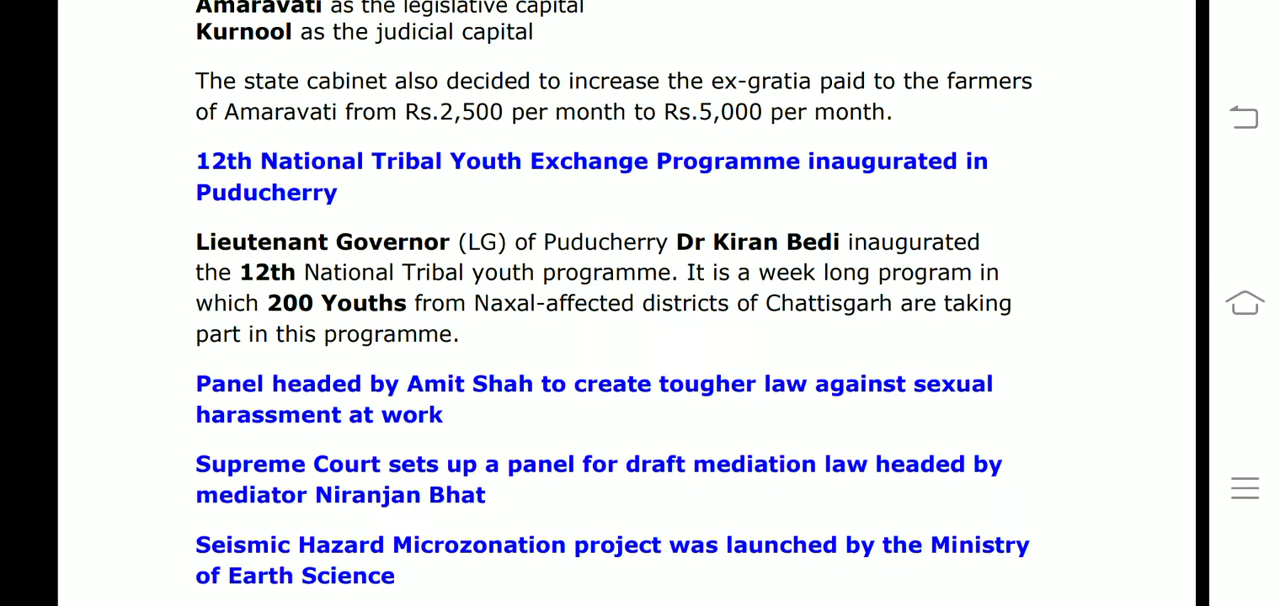 Amaravati as the legislative capital
Kurnool as the judicial capital
The state cabinet also decided to increase the ex-gratia paid to the farmers
of Amaravati from Rs.2,500 per month to Rs.5,000 per month.
12th National Tribal Youth Exchange Programme inaugurated in
Puducherry
Lieutenant Governor (LG) of Puducherry Dr Kiran Bedi inaugurated
the 12th National Tribal youth programme. It is a week long program in
which 200 Youths from Naxal-affected districts of Chattisgarh are taking
part in this programme.
Panel headed by Amit Shah to create tougher law against sexual
harassment at work
Supreme Court sets up a panel for draft mediation law headed by
mediator Niranjan Bhat
Seismic Hazard Microzonation project was launched by the Ministry
of Earth Science